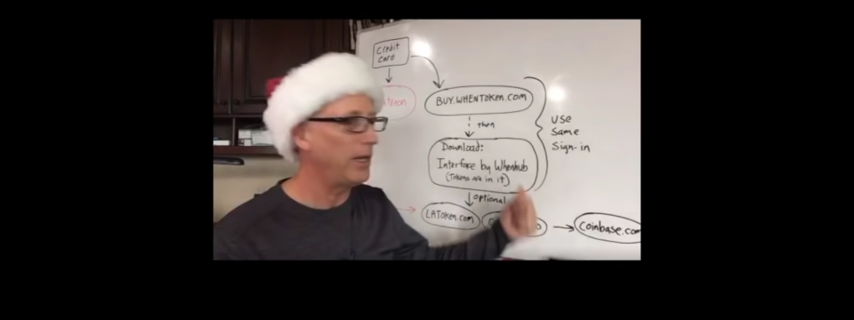 Credit
card
BUY.WHENTOKEN.COM
then
Download:
Interface by Whenhub
(Tokens are in it)
use
same
sign-in
optional
LATOKEN.com
Coinbase.com